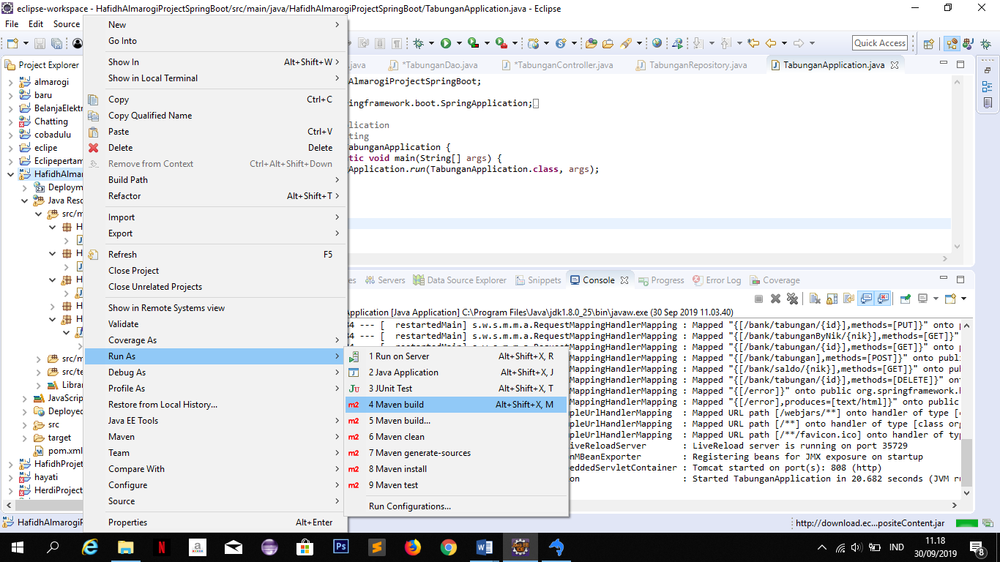 eclipse-workspace - HafidhAlmarogiProjectSpringBoot/src/main/java/HafidhAlmarogiProjectSpringBoot/TabunganApplication.java - Eclipse
File Edit Source
Quick Access
Project Explorer
almarogi
baru
BelanjaElektr
Chatting
cobadulu
eclipe
Eclipepertam
HafidhAlmar
Deploym
Java Reso
src/m
H
J
H
J
H
J
H
H
J
src/m
src/te
Librar
JavaScrip
Deployed
src
target
pom.xml
HafidhProjet
hayati
HerdiProject
HafidhAlmarogiP
New
Go Into
Show In Alt+Shift+W
Show in Local Terminal
Copy Ctrl+C
Copy Qualified Name
Paste Ctrl+V
Delete Delete
Remove from Context Ctrl+Alt+Shift+Down
Build Path
Refactor Alt+Shift+T
Import
Export
Refresh F5
Close Project
Close Unrelated Projects
Show in Remote Systems view
Validate
Coverage As
Run As
Debug As
Profile As
Restore from Local History...
Java EE Tools
Maven
Team
Compare With
Configure
Source
Properties Alt+Enter
1 Run on Server Alt+Shift+X, R
2 Java Application Alt+Shift+X, J
3 JUnit Test Alt+Shift+X, T
4 Maven build Alt+Shift+X, M
5 Maven build...
6 Maven clean
7 Maven generate-sources
8 Maven install
9 Maven test
Run Configurations...
.java *TabunganDao.java *TabunganController.java TabunganRepository.java TabunganApplication.java
AlmarogiProjectSpringBoot;
ingframework.boot.SpringApplication;
lication
ting
TabunganApplication {
tic void main(String[] args) {
Application.run(TabunganApplication.class, args);
es Servers Data Source Explorer Snippets Console Progress Error Log Coverage
Application [Java Application] C:\Program Files\Java\jdk1.8.0_25\bin\javaw.exe (30 Sep 2019 11.03.40)
34 --- [ restartedMain] s.w.s.m.m.a.RequestMappingHandlerMapping : Mapped "{[/bank/tabungan/{id}],methods=[PUT]}" onto p
34 --- [ restartedMain] s.w.s.m.m.a.RequestMappingHandlerMapping : Mapped "{[/bank/tabunganByNik/{nik}],methods=[GET]}"
34 --- [ restartedMain] s.w.s.m.m.a.RequestMappingHandlerMapping : Mapped "{[/bank/tabungan/{id}],methods=[GET]}" onto p
MappingHandlerMapping : Mapped "{[/bank/tabungan],methods=[POST]}" onto publi
MappingHandlerMapping : Mapped "{[/bank/saldo/{nik}],methods=[GET]}" onto pub
MappingHandlerMapping : Mapped "{[/bank/tabungan/{id}],methods=[DELETE]}" ont
MappingHandlerMapping : Mapped "{[/error]}" onto public org.springframework.h
MappingHandlerMapping : Mapped "{[/error],produces=[text/html]}" onto public
pleUrlHandlerMapping : Mapped URL path [/webjars/**] onto handler of type [c
pleUrlHandlerMapping : Mapped URL path [/**] onto handler of type [class org
pleUrlHandlerMapping : Mapped URL path [/**/favicon.ico] onto handler of typ
iveReloadServer : LiveReload server is running on port 35729
nMBeanExporter : Registering beans for JMX exposure on startup
eddedServletContainer : Tomcat started on port(s): 808 (http)
on : Started TabunganApplication in 20.682 seconds (JVM ru
http://download.ec...positeContent.jar
IND
11.18
30/09/2019
8